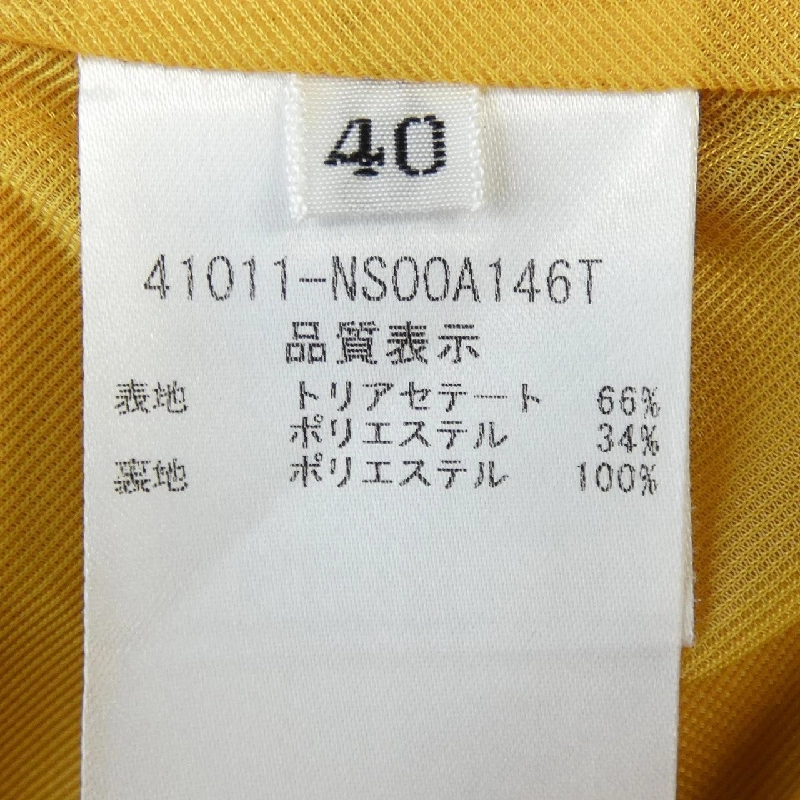 40
41011-NS00A146T
品質表示
表地 トリアセテート 66%
ポリエステル 34%
裏地 ポリエステル 100%